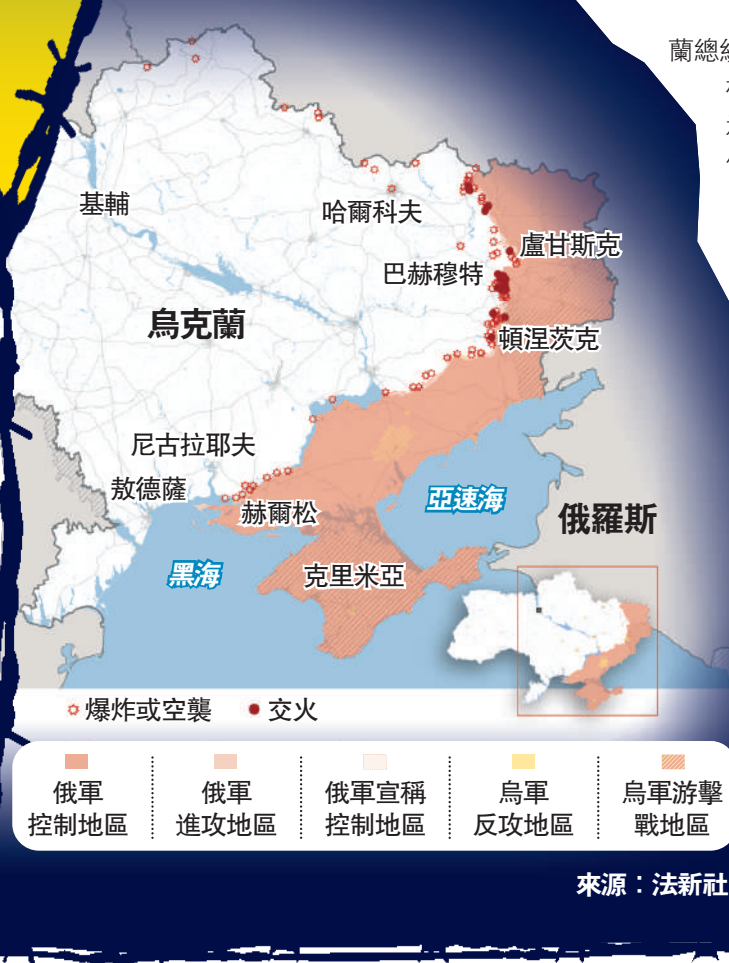 蘭總
基輔
哈爾科夫
盧甘斯克
巴赫穆特
烏克蘭
頓涅茨克
尼古拉耶夫
敖德薩
亞速海
赫爾松
俄羅斯
黑海
克里米亞
爆炸或空襲 交火
俄軍
控制地區
俄軍
進攻地區
俄軍宣稱
控制地區
烏軍
反攻地區
烏軍游擊
戰地區
來源：法新社